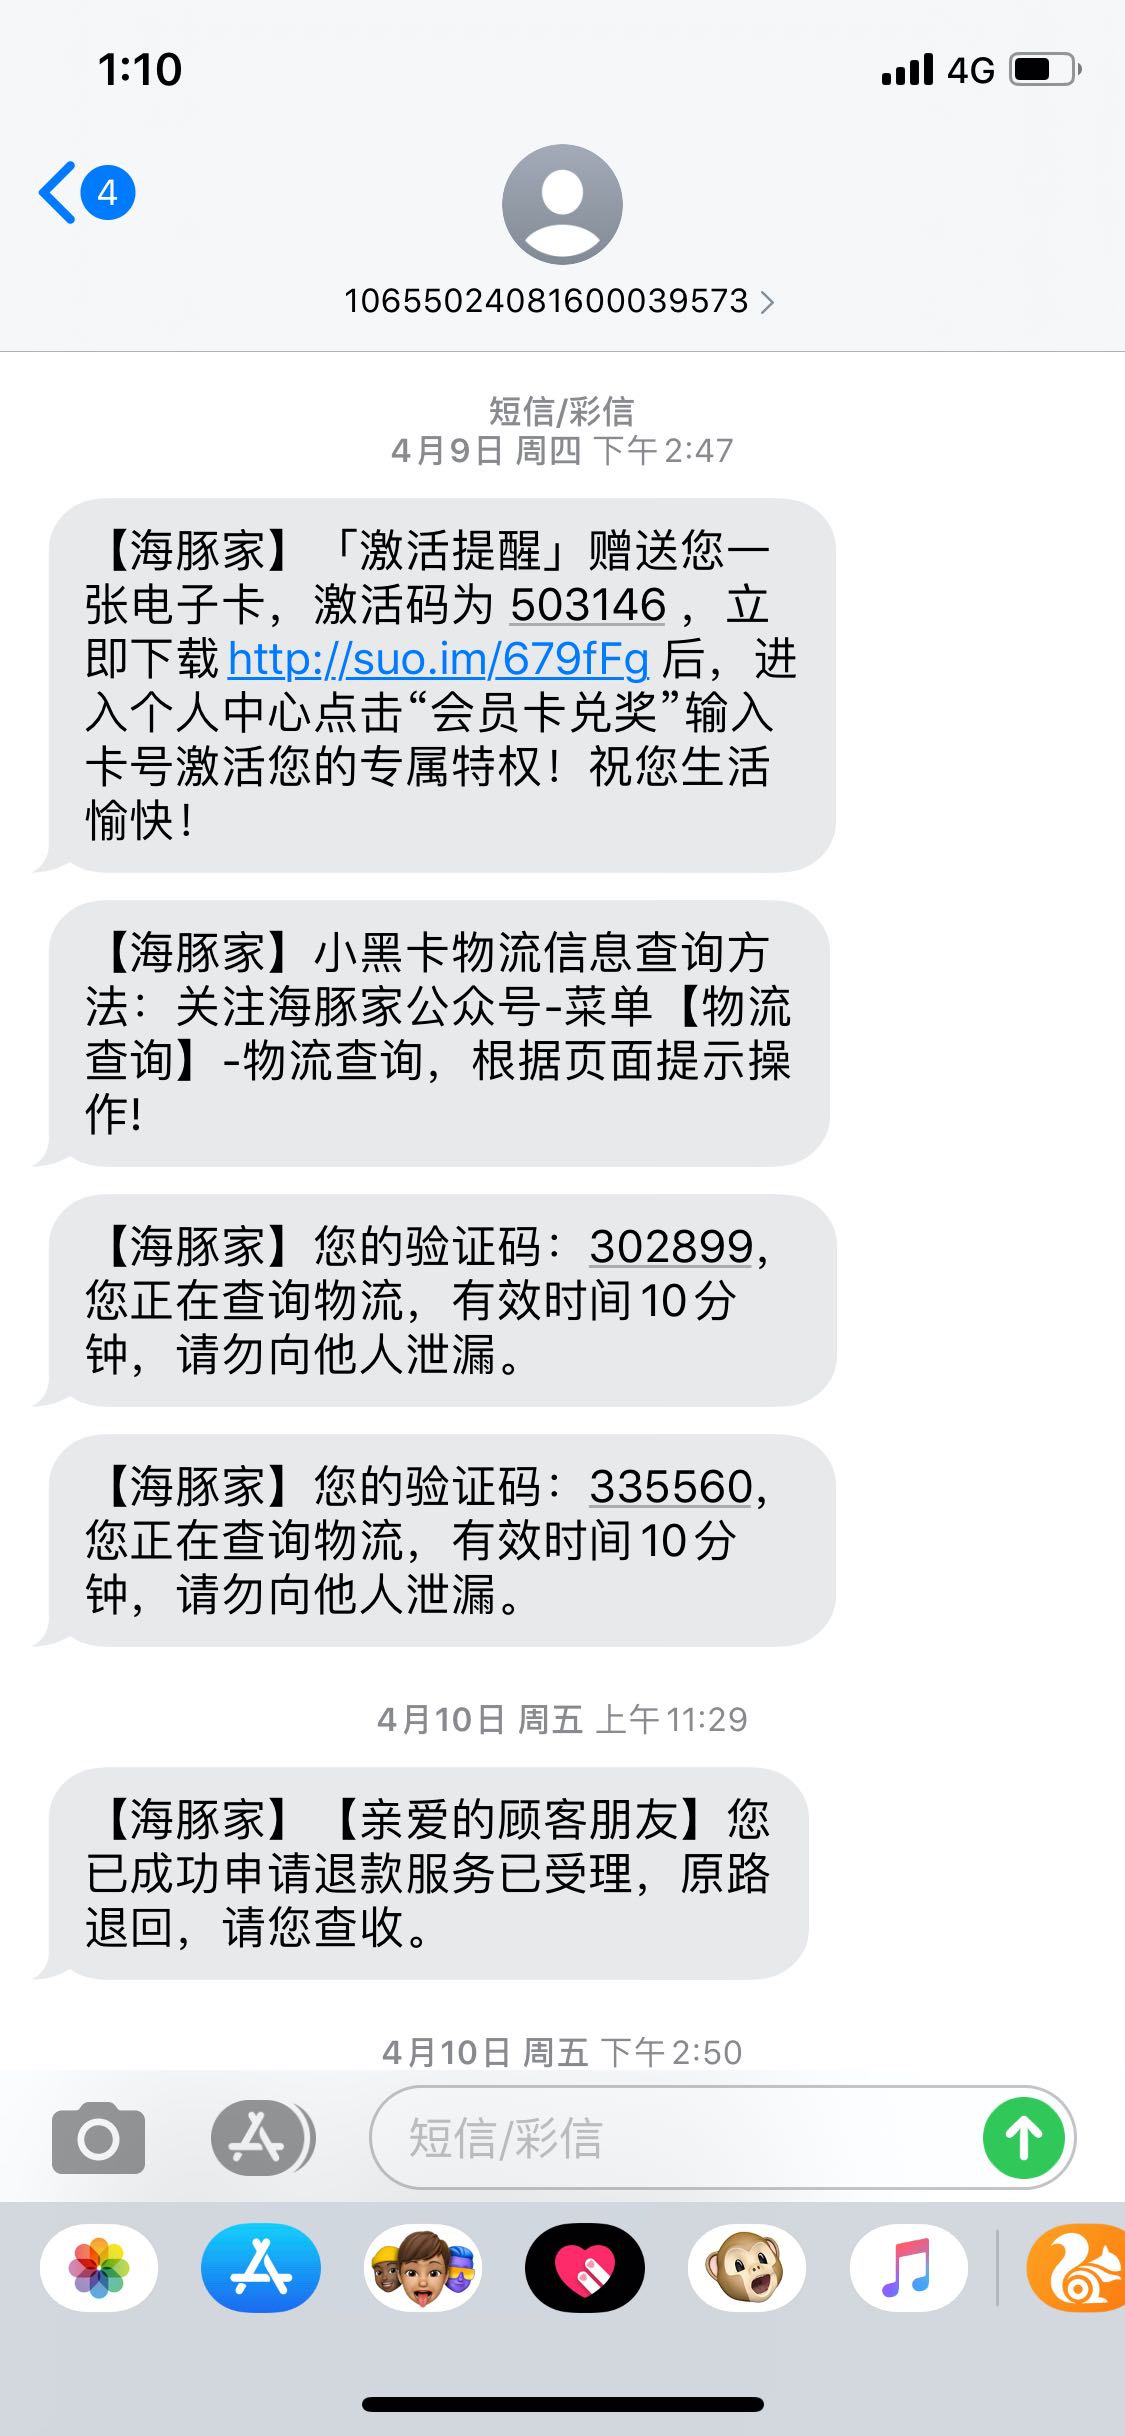 1:10
4G
4
10655024081600039573
短信/彩信
4月9日 周四 下午2:47
【海豚家】「激活提醒」赠送您一
张电子卡，激活码为 503146 ，立
即下载 http://suo.im/679fFg 后，进
入个人中心点击“会员卡兑奖”输入
卡号激活您的专属特权！祝您生活
愉快！
【海豚家】小黑卡物流信息查询方
法：关注海豚家公众号-菜单【物流
查询】-物流查询，根据页面提示操
作!
【海豚家】您的验证码：302899，
您正在查询物流，有效时间10分
钟，请勿向他人泄漏。
【海豚家】您的验证码：335560，
您正在查询物流，有效时间10分
钟，请勿向他人泄漏。
4月10日 周五 上午11:29
【海豚家】【亲爱的顾客朋友】您
已成功申请退款服务已受理，原路
退回，请您查收。
4月10日 周五 下午2:50
短信/彩信